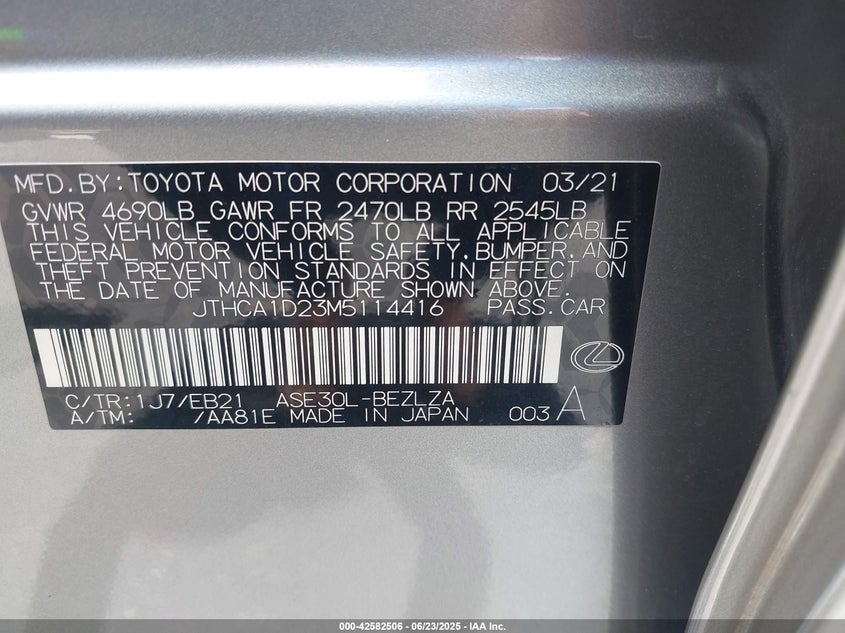 MFD.BY:TOYOTA MOTOR CORPORATION 03/21
GVWR 4690LB GAWR FR 2470LB RR 2545LB
THIS VEHICLE CONFORMS TO ALL APPLICABLE
FEDERAL MOTOR VEHICLE SAFETY,BUMPER,AND
THEFT PREVENTION STANDARDS IN EFFECT ON
THE DATE OF MANUFACTURE SHOWN ABOVE.
JTHCA1D23M5114416 PASS.CAR
C/TR:1J7/EB21 ASE30L-BEZLZA
A/TM: /AA81E MADE IN JAPAN 003 A
000-42582506 - 06/23/2025 - IAA Inc.